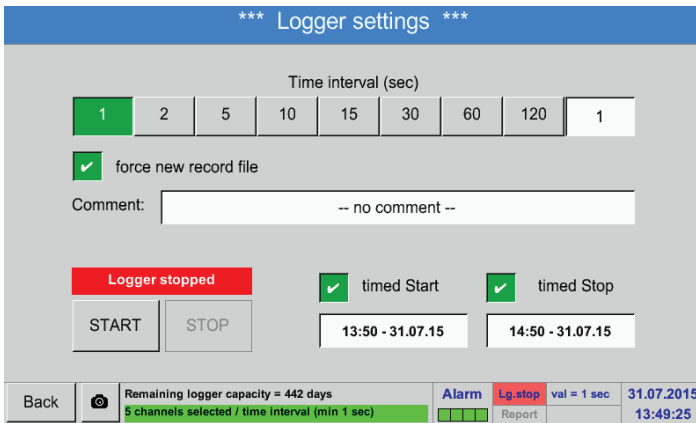 *** Logger settings ***
Time interval (sec)
1 2 5 10 15 30 60 120 1
force new record file
Comment: -- no comment --
Logger stopped
timed Start
timed Stop
START STOP
13:50 - 31.07.15
14:50 - 31.07.15
Back
Remaining logger capacity = 442 days
5 channels selected / time interval (min 1 sec)
Alarm
Lg.stop
Report
val = 1 sec
31.07.2015
13:49:25